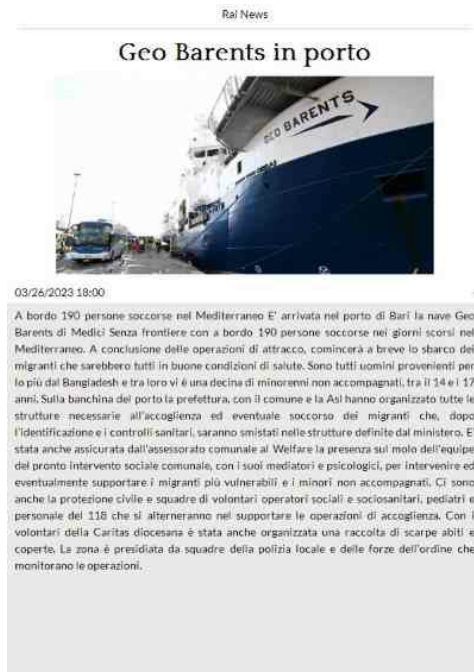 Rai News
Geo Barents in porto
GEO BARENTS
03/26/2023 18:00
A bordo 190 persone soccorse nel Mediterraneo E' arrivata nel porto di Bari la nave Geo
Barents di Medici Senza frontiere con a bordo 190 persone soccorse nei giorni scorsi nel
Mediterraneo. A conclusione delle operazioni di attracco, comincerà a breve lo sbarco dei
migranti che sarebbero tutti in buone condizioni di salute. Sono tutti uomini provenienti per
lo più dal Bangladesh e tra loro vi è una decina di minorenni non accompagnati, tra il 14 e i 17
anni. Sulla banchina del porto la prefettura, con il comune e la Asl hanno organizzato tutte le
strutture necessarie all'accoglienza ed eventuale soccorso dei migranti che, dopo
l'identificazione e i controlli sanitari, saranno smistati nelle strutture definite dal ministero. E'
stata anche assicurata dall'assessorato comunale al Welfare la presenza sul molo dell'equipe
del pronto intervento sociale comunale, con i suoi mediatori e psicologici, per intervenire ed
eventualmente supportare i migranti più vulnerabili e i minori non accompagnati. Ci sono
anche la protezione civile e squadre di volontari operatori sociali e sociosanitari, pediatri e
personale del 118 che si alterneranno nel supportare le operazioni di accoglienza. Con i
volontari della Caritas diocesana è stata anche organizzata una raccolta di scarpe abiti e
coperte. La zona è presidiata da squadre della polizia locale e delle forze dell'ordine che
monitorano le operazioni.